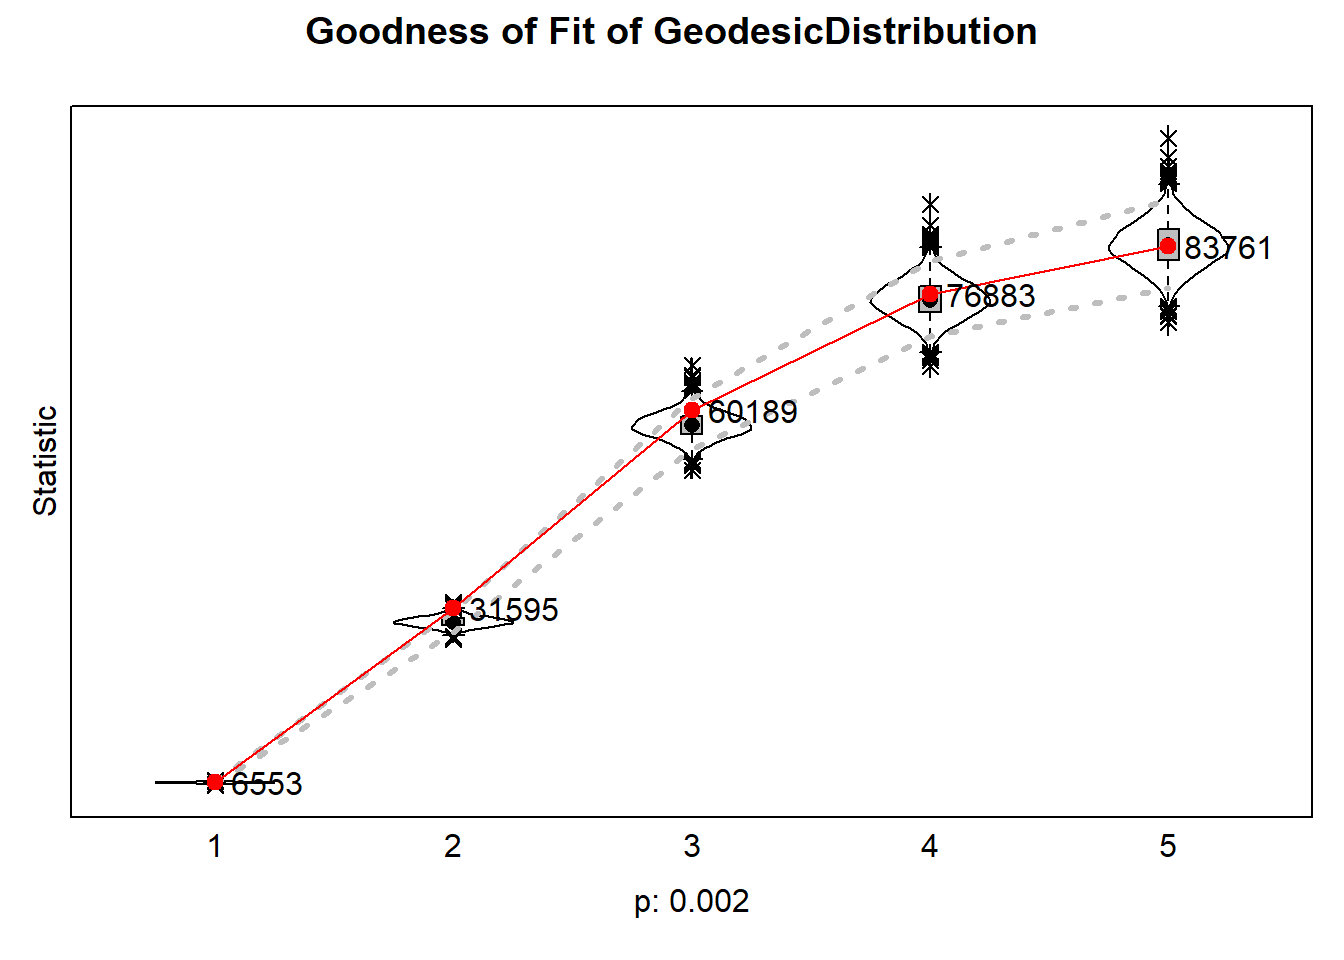 Goodness of Fit of GeodesicDistribution
Statistic
83761
76883
60189
31595
6553
1 2 3 4 5
p: 0.002